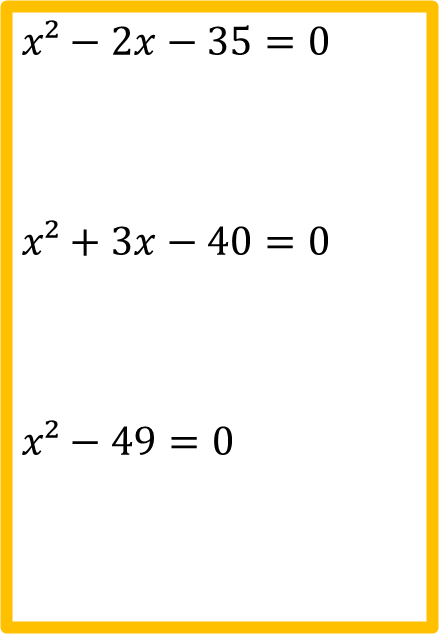 x² − 2x − 35 = 0
x² + 3x − 40 = 0
x² − 49 = 0